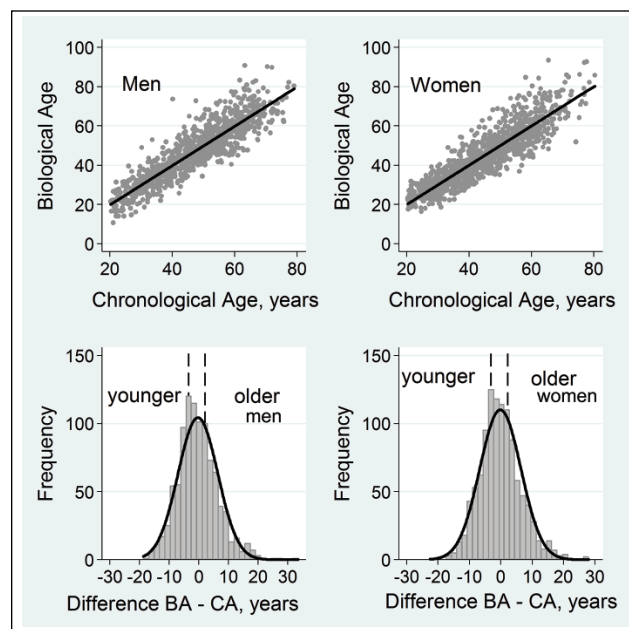 100
80
60
40
20
0
Biological Age
Men
20 40 60 80
Chronological Age, years
100
80
60
40
20
0
Biological Age
Women
20 30 40 50 60 70 80
Chronological Age, years
150
100
50
0
Frequency
younger older
men
-30 -20 -10 0 10 20 30
Difference BA - CA, years
150
100
50
0
Frequency
younger older
women
-30 -20 -10 0 10 20 30
Difference BA - CA, years